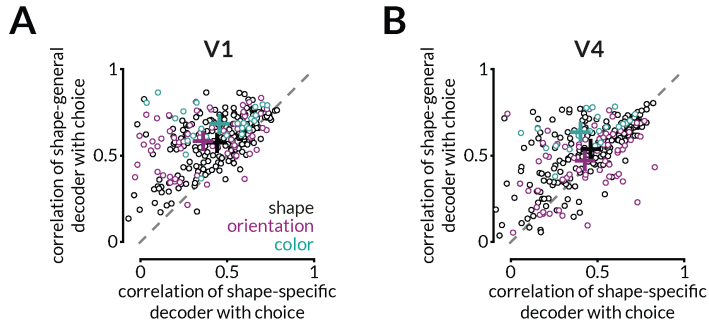 A
V1
correlation of shape-general
decoder with choice
1
0.5
0
shape
orientation
color
0
0.5
1
correlation of shape-specific
decoder with choice
B
V4
correlation of shape-general
decoder with choice
1
0.5
0
0
0.5
1
correlation of shape-specific
decoder with choice